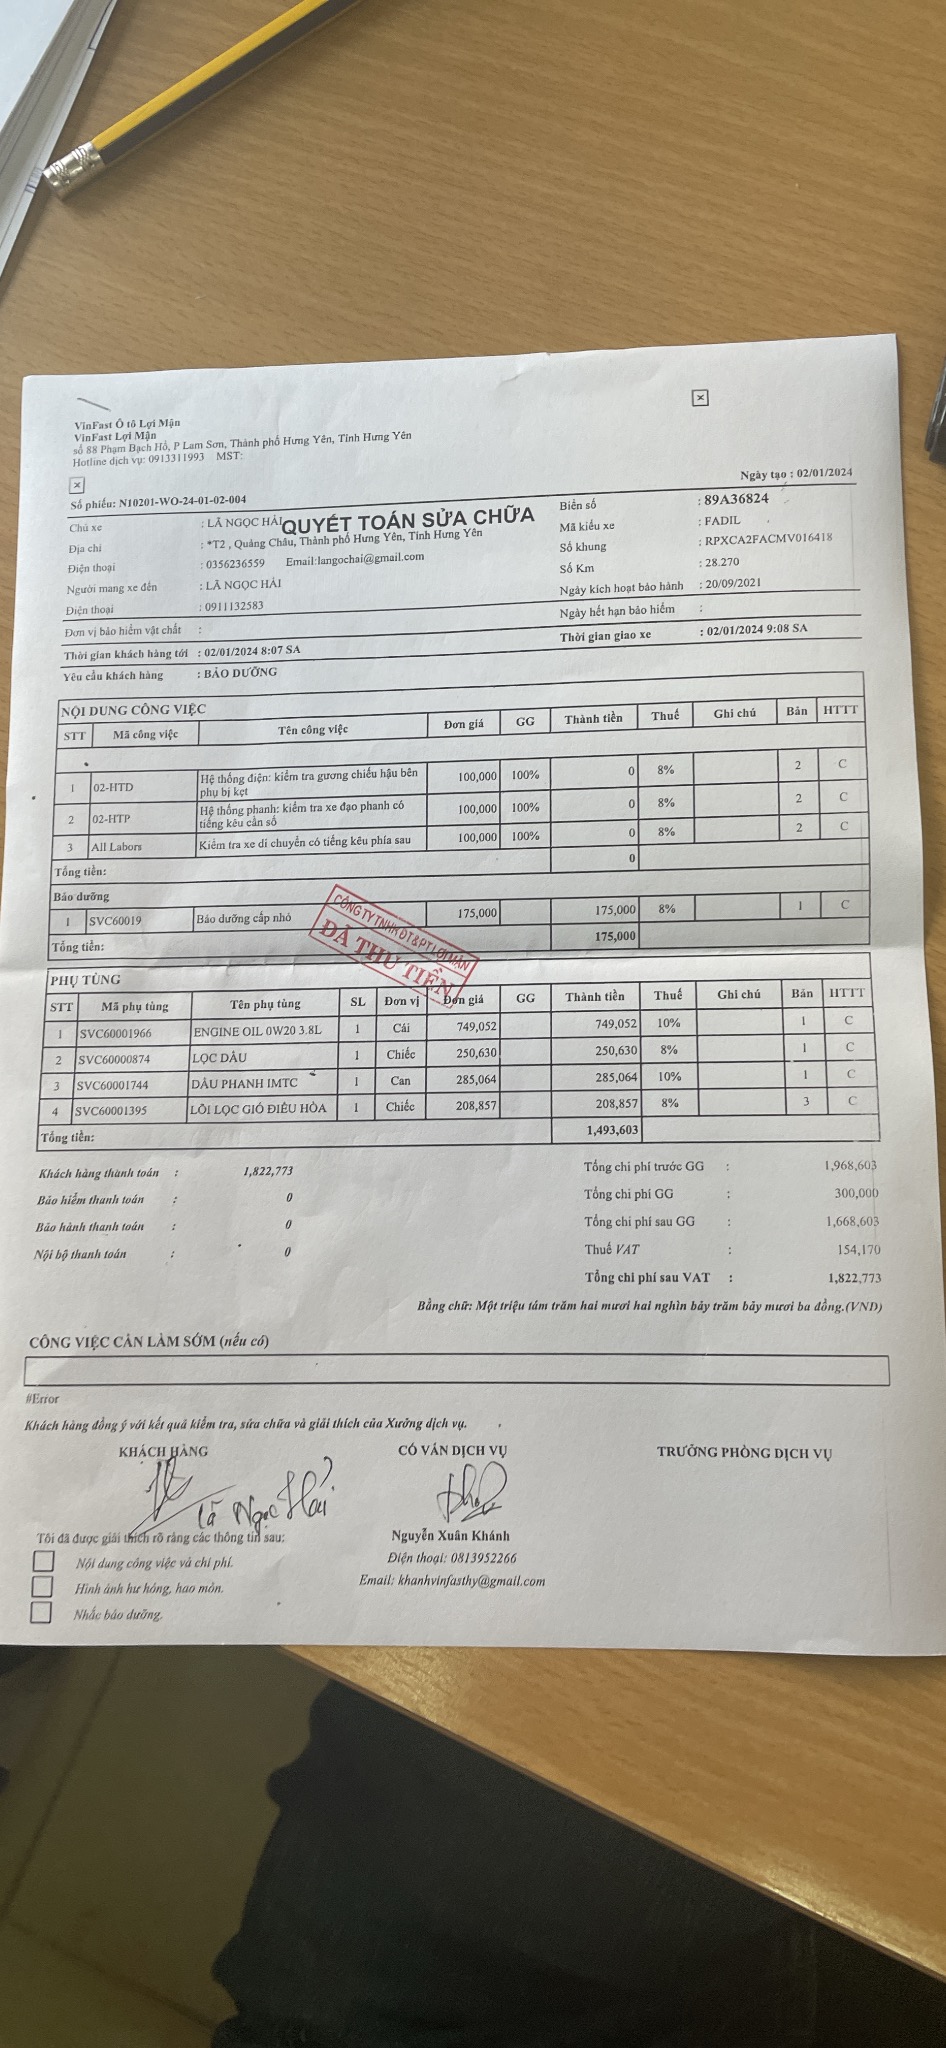 VinFast Ô tô Lợi Mận
VinFast Lợi Mận
số 88 Phạm Bạch Hổ, P Lam Sơn, Thành phố Hưng Yên, Tỉnh Hưng Yên
Hotline dịch vụ: 0913311993 MST:
Ngày tạo : 02/01/2024
Số phiếu: N10201-WO-24-01-02-004
QUYẾT TOÁN SỬA CHỮA
Chủ xe : LÃ NGỌC HẢI
Địa chỉ : *T2 , Quảng Châu, Thành phố Hưng Yên, Tỉnh Hưng Yên
Điện thoại : 0356236559 Email:langochai@gmail.com
Người mang xe đến : LÃ NGỌC HẢI
Điện thoại : 0911132583
Đơn vị bảo hiểm vật chất :
Thời gian khách hàng tới : 02/01/2024 8:07 SA
Yêu cầu khách hàng : BẢO DƯỠNG
Biển số : 89A36824
Mã kiểu xe : FADIL
Số khung : RPXCA2FACMV016418
Số Km : 28.270
Ngày kích hoạt bảo hành : 20/09/2021
Ngày hết hạn bảo hiểm :
Thời gian giao xe : 02/01/2024 9:08 SA
NỘI DUNG CÔNG VIỆC
STT Mã công việc Tên công việc Đơn giá GG Thành tiền Thuế Ghi chú Bán HTTT
1 02-HTD Hệ thống điện: kiểm tra gương chiếu hậu bên phụ bị kẹt 100,000 100% 0 8% 2 C
2 02-HTP Hệ thống phanh: kiểm tra xe đạo phanh có tiếng kêu cần số 100,000 100% 0 8% 2 C
3 All Labors Kiểm tra xe di chuyển có tiếng kêu phía sau 100,000 100% 0 8% 2 C
Tổng tiền: 0
Bảo dưỡng
1 SVC60019 Bảo dưỡng cấp nhỏ 175,000 175,000 8% 1 C
Tổng tiền: 175,000
CÔNG TY TNHH ĐT&PT LỢI MẬN
ĐÃ THU TIỀN
PHỤ TÙNG
STT Mã phụ tùng Tên phụ tùng SL Đơn vị Đơn giá GG Thành tiền Thuế Ghi chú Bán HTTT
1 SVC60001966 ENGINE OIL 0W20 3.8L 1 Cái 749,052 749,052 10% 1 C
2 SVC60000874 LỌC DẦU 1 Chiếc 250,630 250,630 8% 1 C
3 SVC60001744 DẦU PHANH IMTC 1 Can 285,064 285,064 10% 1 C
4 SVC60001395 LÕI LỌC GIÓ ĐIỀU HÒA 1 Chiếc 208,857 208,857 8% 3 C
Tổng tiền: 1,493,603
Khách hàng thanh toán : 1,822,773
Bảo hiểm thanh toán : 0
Bảo hành thanh toán : 0
Nội bộ thanh toán : 0
Tổng chi phí trước GG : 1,968,603
Tổng chi phí GG : 300,000
Tổng chi phí sau GG : 1,668,603
Thuế VAT : 154,170
Tổng chi phí sau VAT : 1,822,773
Bằng chữ: Một triệu tám trăm hai mươi hai nghìn bảy trăm bảy mươi ba đồng.(VND)
CÔNG VIỆC CẦN LÀM SỚM (nếu có)
#Error
Khách hàng đồng ý với kết quả kiểm tra, sửa chữa và giải thích của Xưởng dịch vụ.
KHÁCH HÀNG CỐ VẤN DỊCH VỤ TRƯỞNG PHÒNG DỊCH VỤ
Lã Ngọc Hải
Tôi đã được giải thích rõ ràng các thông tin sau:
Nội dung công việc và chi phí.
Hình ảnh hư hỏng, hao mòn.
Nhắc bảo dưỡng.
Nguyễn Xuân Khánh
Điện thoại: 0813952266
Email: khanhvinfasthy@gmail.com